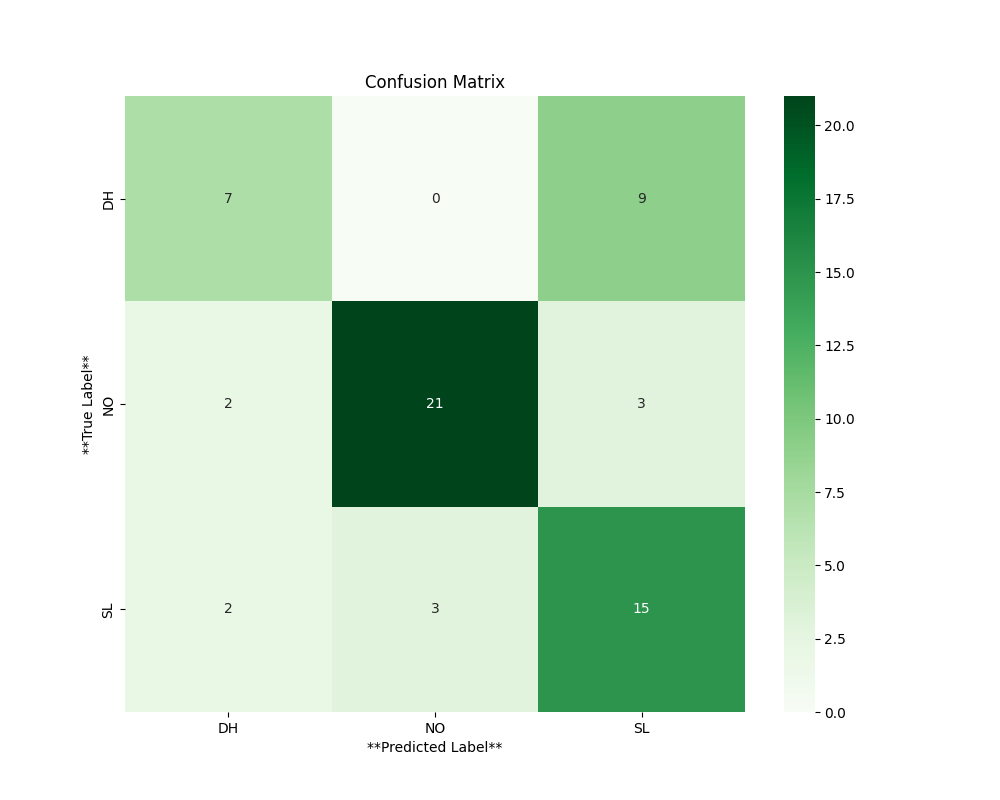 Confusion Matrix
**True Label**
DH
7
0
9
NO
2
21
3
SL
2
3
15
DH
NO
SL
**Predicted Label**
20.0
17.5
15.0
12.5
10.0
7.5
5.0
2.5
0.0